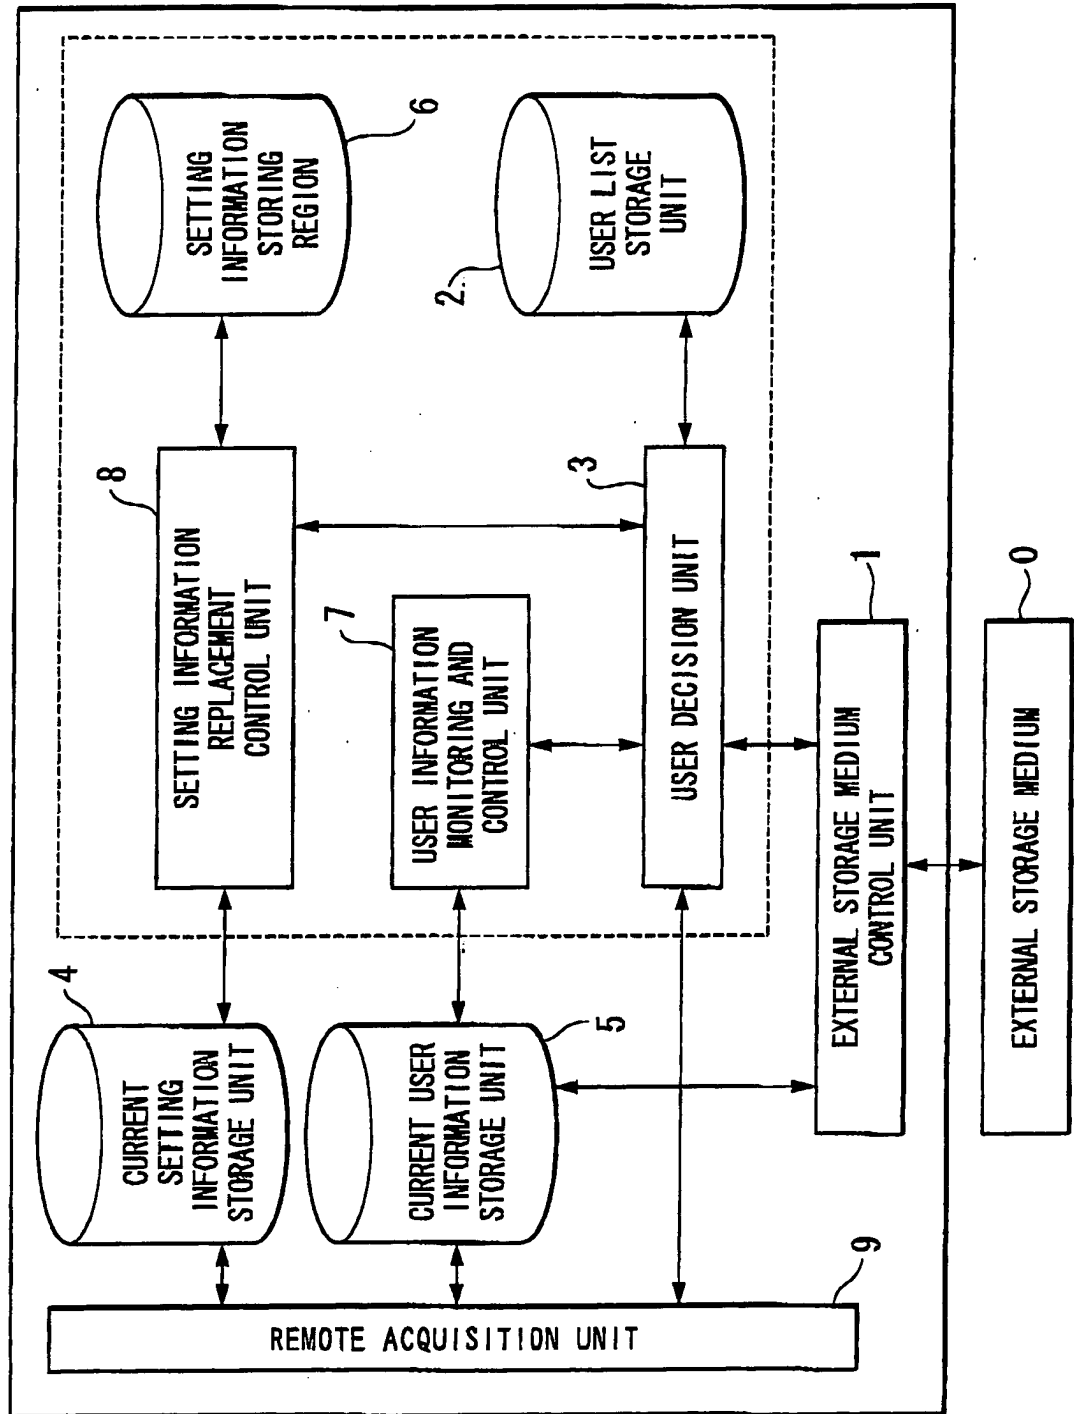 REMOTE ACQUISITION UNIT
9
4
CURRENT
SETTING
INFORMATION
STORAGE UNIT
8
SETTING INFORMATION
REPLACEMENT
CONTROL UNIT
SETTING
INFORMATION
STORING
REGION
6
CURRENT USER
INFORMATION
STORAGE UNIT
5
7
USER INFORMATION
MONITORING AND
CONTROL UNIT
2
USER LIST
STORAGE
UNIT
3
USER DECISION UNIT
1
EXTERNAL STORAGE MEDIUM
CONTROL UNIT
0
EXTERNAL STORAGE MEDIUM